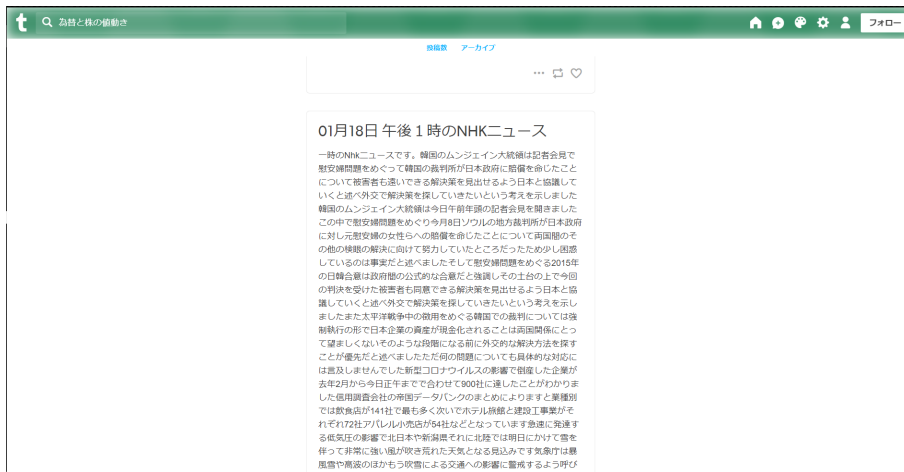 t 為替と株の値動き フォロー
投稿数 アーカイブ
01月18日 午後１時のNHKニュース
一時のNhkニュースです。韓国のムンジェイン大統領は記者会見で
慰安婦問題をめぐって韓国の裁判所が日本政府に賠償を命じたこと
について被害者も遠いできる解決策を見出せるよう日本と協議して
いくと述べ外交で解決策を探していきたいという考えを示しました
韓国のムンジェイン大統領は今日午前年頭の記者会見を開きました
この中で慰安婦問題をめぐり今月8日ソウルの地方裁判所が日本政府
に対し元慰安婦の女性らへの賠償を命じたことについて両国間のそ
の他の検眼の解決に向けて努力していたところだったため少し困惑
しているのは事実だと述べましたそして慰安婦問題をめぐる2015年
の日韓合意は政府間の公式的な合意だと強調しその土台の上で今回
の判決を受けた被害者も同意できる解決策を見出せるよう日本と協
議していくと述べ外交で解決策を探していきたいという考えを示し
ましたまた太平洋戦争中の徴用をめぐる韓国での裁判については強
制執行の形で日本企業の資産が現金化されることは両国関係にとっ
て望ましくないそのような段階になる前に外交的な解決方法を探す
ことが優先だと述べましたただ何の問題についても具体的な対応に
は言及しませんでした新型コロナウイルスの影響で倒産した企業が
去年2月から今日正午までで合わせて900社に達したことがわかりま
した信用調査会社の帝国データバンクのまとめによりますと業種別
では飲食店が141社で最も多く次いでホテル旅館と建設工事業がそ
れぞれ72社アパレル小売店が54社などとなっています急速に発達す
る低気圧の影響で北日本や新潟県それに北陸では明日にかけて雪を
伴って非常に強い風が吹き荒れた天気となる見込みです気象庁は暴
風雪や高波のほかもう吹雪による交通への影響に警戒するよう呼び